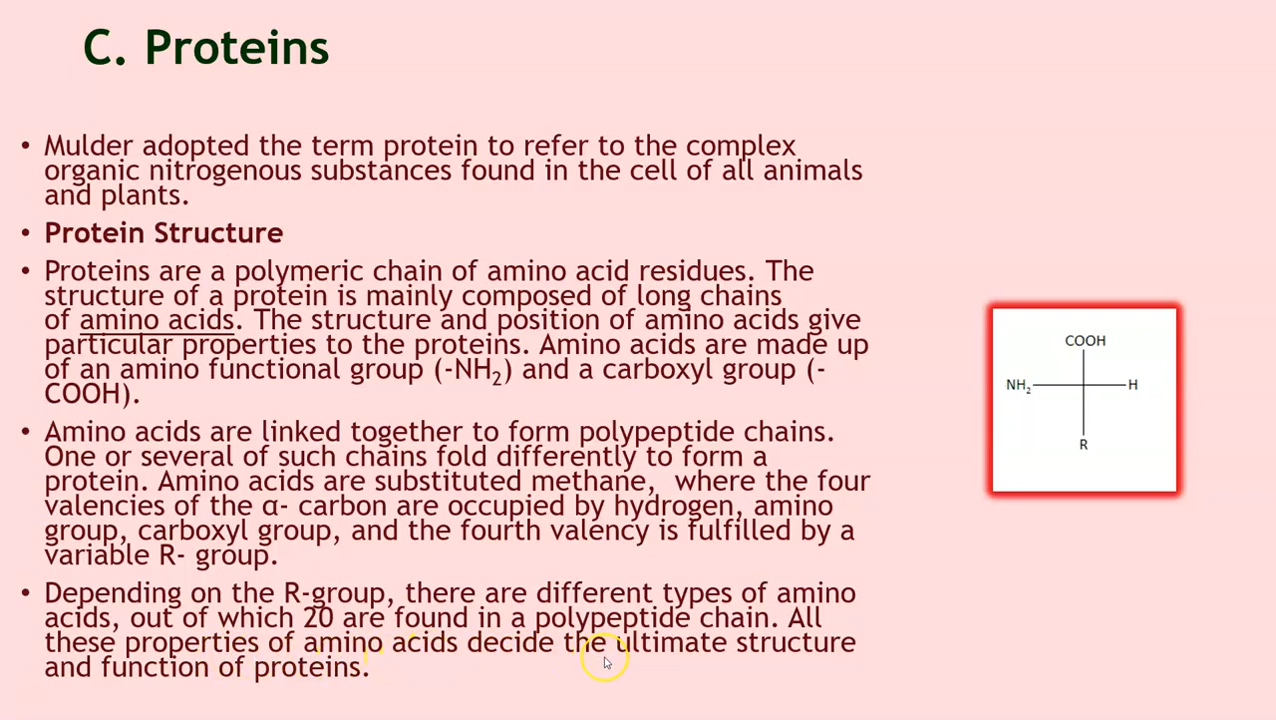 C. Proteins
• Mulder adopted the term protein to refer to the complex
organic nitrogenous substances found in the cell of all animals
and plants.
• Protein Structure
• Proteins are a polymeric chain of amino acid residues. The
structure of a protein is mainly composed of long chains
of amino acids. The structure and position of amino acids give
particular properties to the proteins. Amino acids are made up
of an amino functional group (-NH₂) and a carboxyl group (-
COOH).
• Amino acids are linked together to form polypeptide chains.
One or several of such chains fold differently to form a
protein. Amino acids are substituted methane,  where the four
valencies of the α- carbon are occupied by hydrogen, amino
group, carboxyl group, and the fourth valency is fulfilled by a
variable R- group.
• Depending on the R-group, there are different types of amino
acids, out of which 20 are found in a polypeptide chain. All
these properties of amino acids decide the ultimate structure
and function of proteins.
COOH
NH₂ H
R